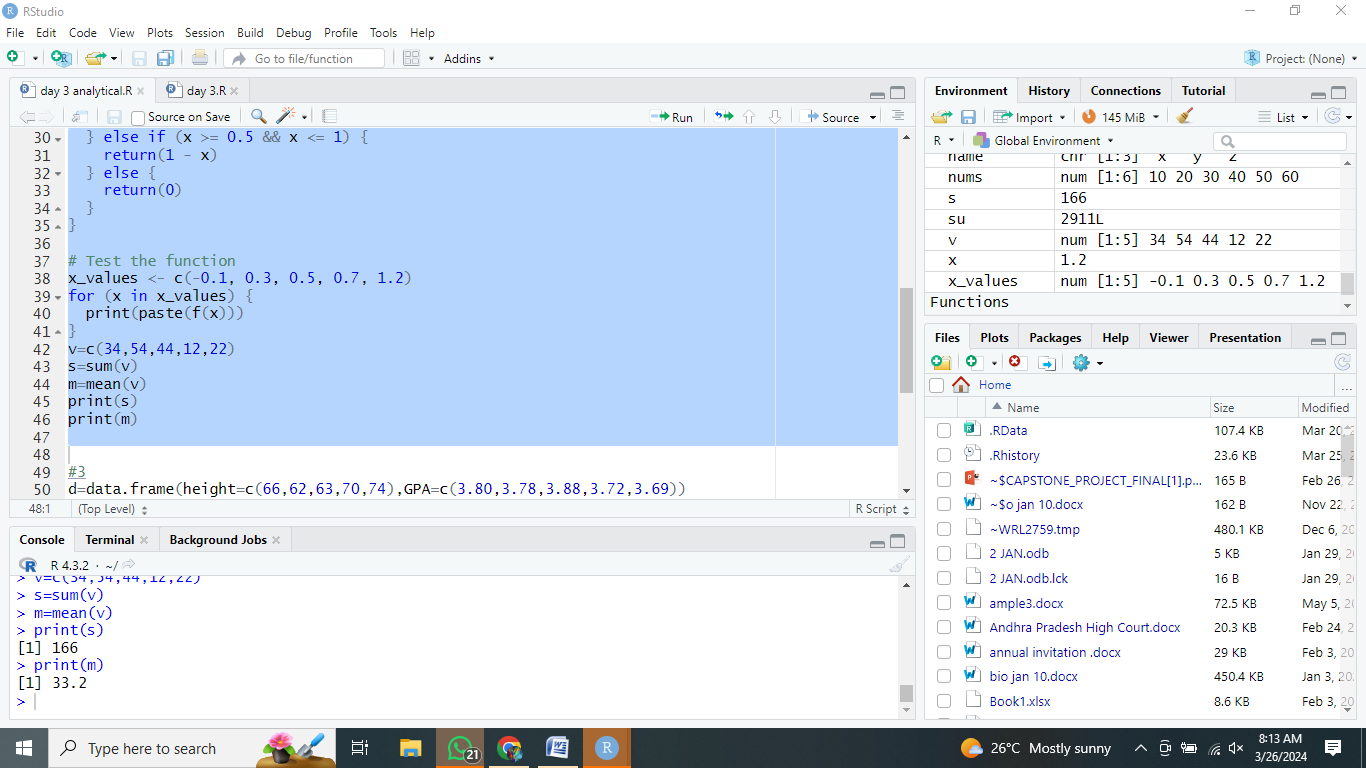 RStudio
File Edit Code View Plots Session Build Debug Profile Tools Help
Go to file/function Addins Project: (None)
day 3 analytical.R day 3.R
Source on Save Run Source
30 } else if (x >= 0.5 && x <= 1) {
31 return(1 - x)
32 } else {
33 return(0)
34 }
35 }
36
37 # Test the function
38 x_values <- c(-0.1, 0.3, 0.5, 0.7, 1.2)
39 for (x in x_values) {
40 print(paste(f(x)))
41 }
42 v=c(34,54,44,12,22)
43 s=sum(v)
44 m=mean(v)
45 print(s)
46 print(m)
47
48
49 #3
50 d=data.frame(height=c(66,62,63,70,74),GPA=c(3.80,3.78,3.88,3.72,3.69))
48:1 (Top Level) R Script
Console Terminal Background Jobs
R 4.3.2 · ~/
> v=c(34,54,44,12,22)
> s=sum(v)
> m=mean(v)
> print(s)
[1] 166
> print(m)
[1] 33.2
>
Environment History Connections Tutorial
Import 145 MiB List
R Global Environment
name chr [1:3] "x" "y" "z"
nums num [1:6] 10 20 30 40 50 60
s 166
su 2911L
v num [1:5] 34 54 44 12 22
x 1.2
x_values num [1:5] -0.1 0.3 0.5 0.7 1.2
Functions
Files Plots Packages Help Viewer Presentation
Home ...
Name Size Modified
.RData 107.4 KB Mar 20, 2
.Rhistory 23.6 KB Mar 25, 2
~$CAPSTONE_PROJECT_FINAL[1].p... 165 B Feb 26, 2
~$o jan 10.docx 162 B Nov 22, 2
~WRL2759.tmp 480.1 KB Dec 6, 20
2 JAN.odb 5 KB Jan 29, 2
2 JAN.odb.lck 16 B Jan 29, 2
ample3.docx 72.5 KB May 5, 20
Andhra Pradesh High Court.docx 20.3 KB Feb 24, 2
annual invitation .docx 29 KB Feb 3, 20
bio jan 10.docx 450.4 KB Jan 3, 20
Book1.xlsx 8.6 KB Feb 3, 20
Type here to search 21 26°C Mostly sunny 8:13 AM
3/26/2024